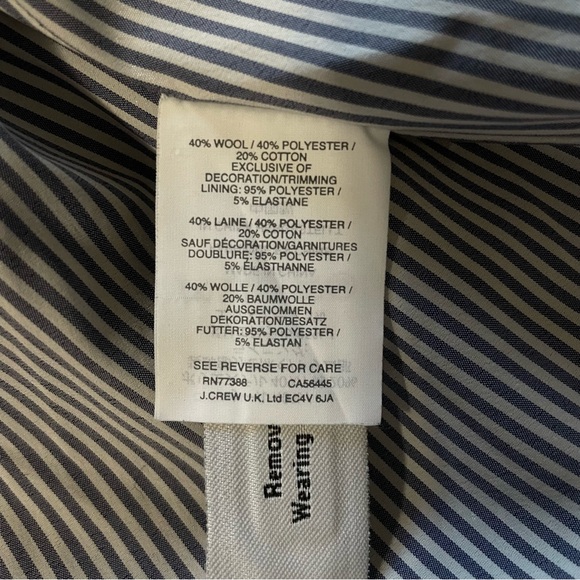 40% WOOL / 40% POLYESTER /
20% COTTON
EXCLUSIVE OF
DECORATION/TRIMMING
LINING: 95% POLYESTER /
5% ELASTANE
40% LAINE / 40% POLYESTER /
20% COTON
SAUF DÉCORATION/GARNITURES
DOUBLURE: 95% POLYESTER /
5% ÉLASTHANNE
40% WOLLE / 40% POLYESTER /
20% BAUMWOLLE
AUSGENOMMEN
DEKORATION/BESATZ
FUTTER: 95% POLYESTER /
5% ELASTAN
SEE REVERSE FOR CARE
RN77388 CA56445
J.CREW U.K. Ltd EC4V 6JA
Remov
Wearing